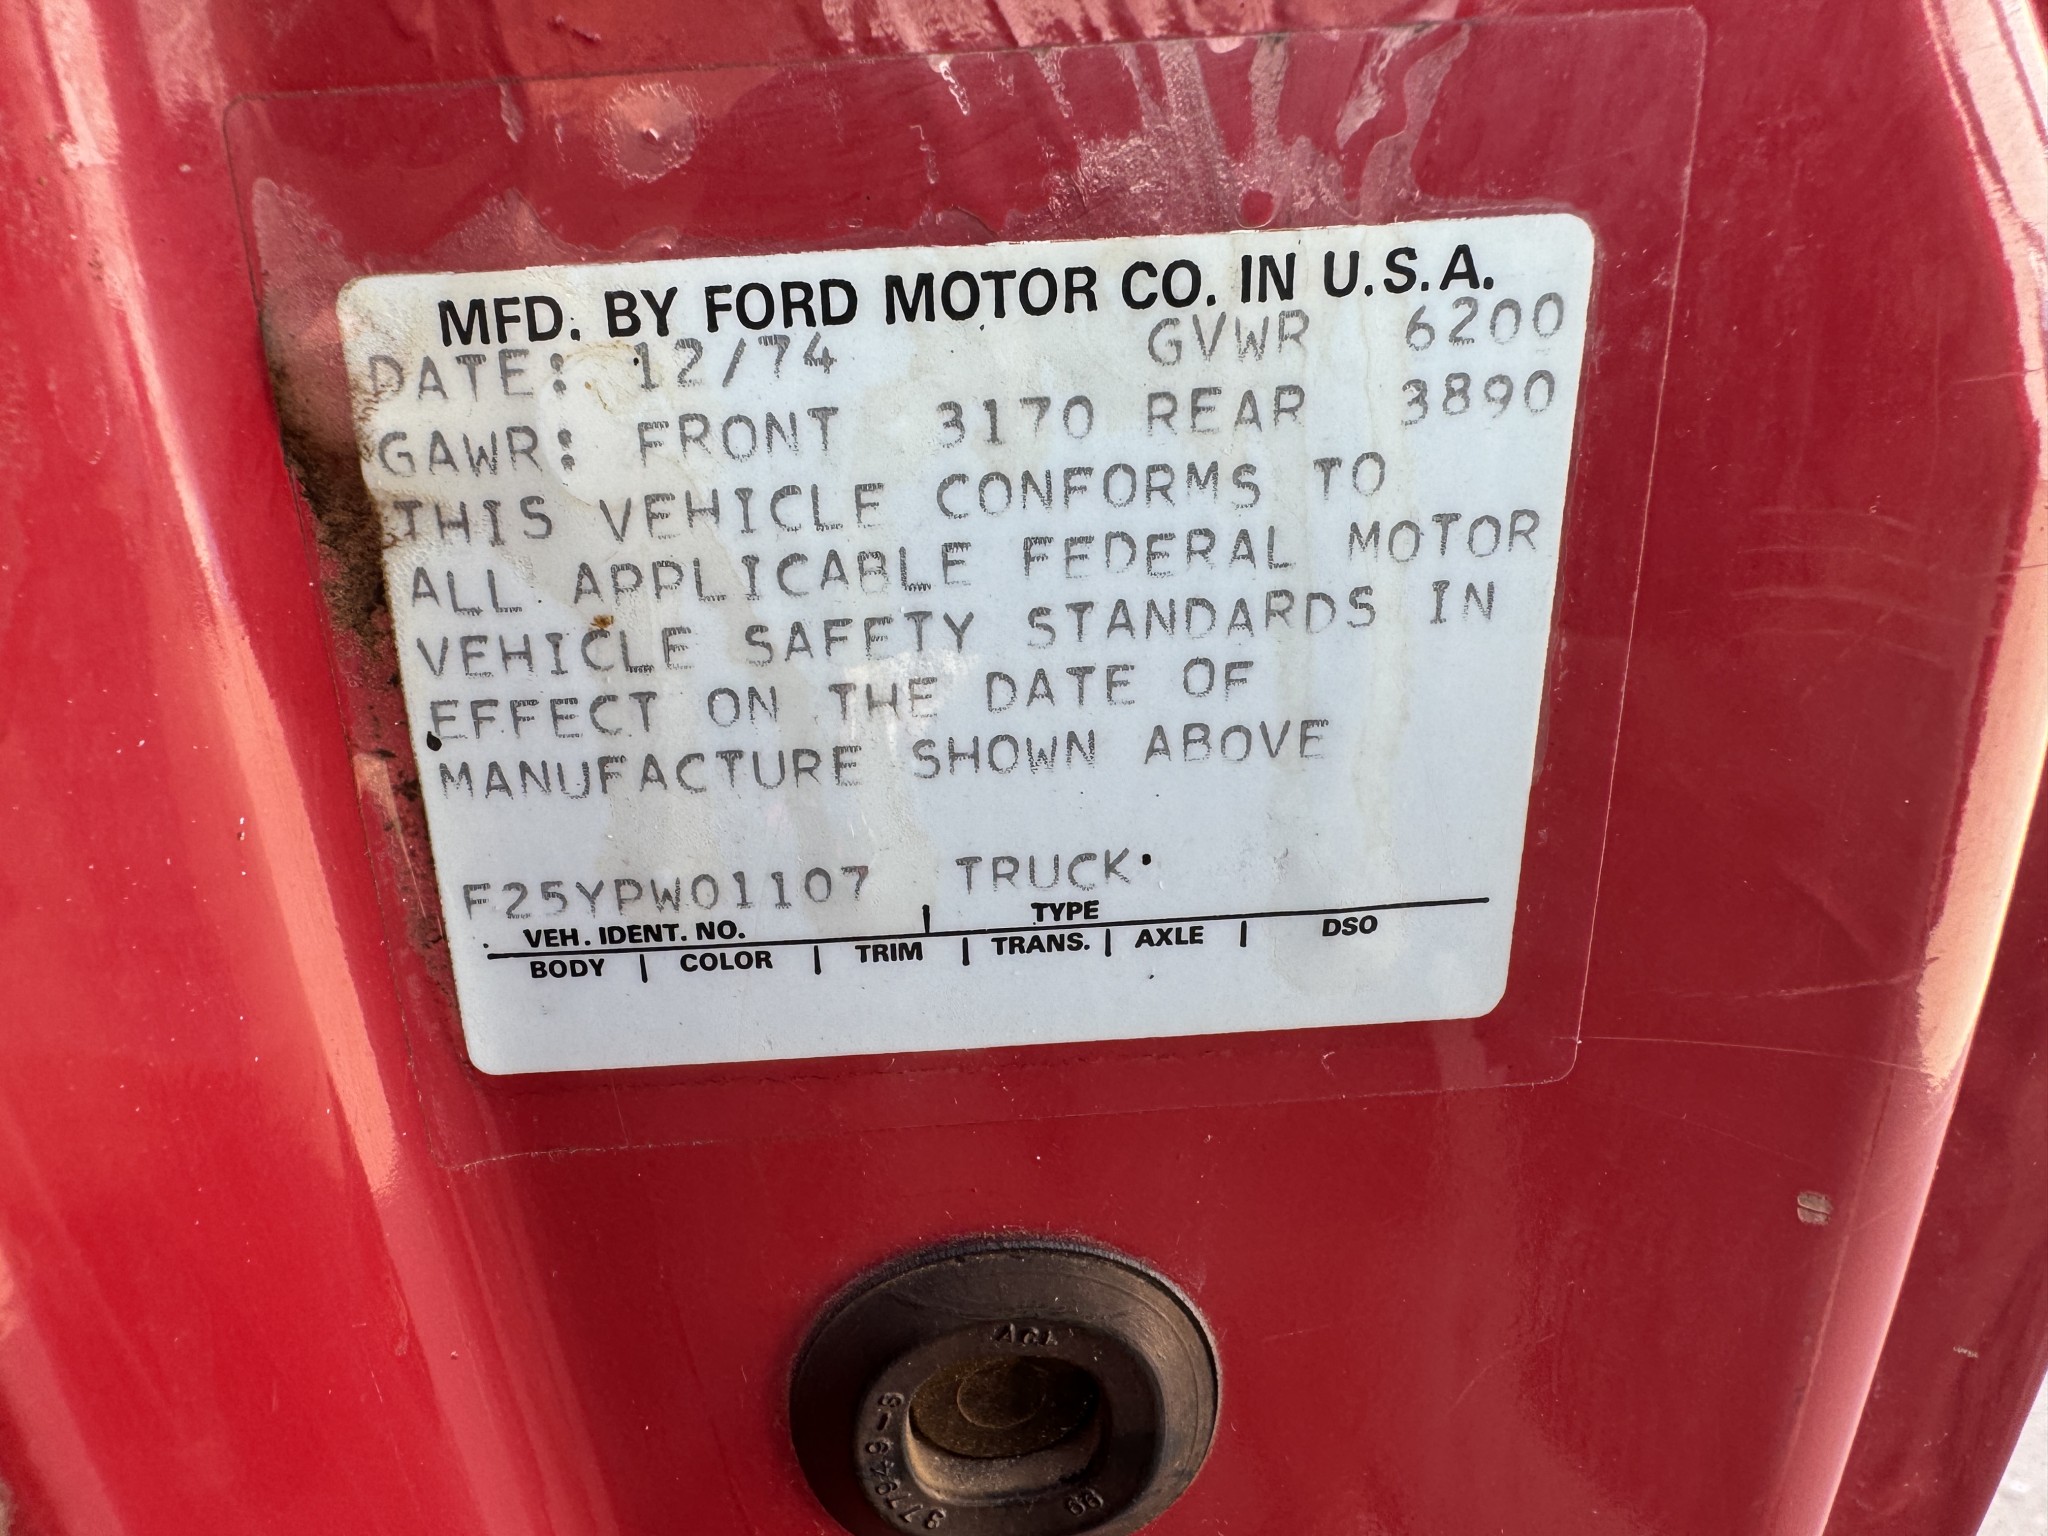 MFD. BY FORD MOTOR CO. IN U.S.A.
DATE: 12/74 GVWR 6200
GAWR: FRONT 3170 REAR 3890
THIS VEHICLE CONFORMS TO
ALL APPLICABLE FEDERAL MOTOR
VEHICLE SAFETY STANDARDS IN
EFFECT ON THE DATE OF
MANUFACTURE SHOWN ABOVE
F25YPW01107 TRUCK
VEH. IDENT. NO. TYPE
BODY COLOR TRIM TRANS. AXLE DSO